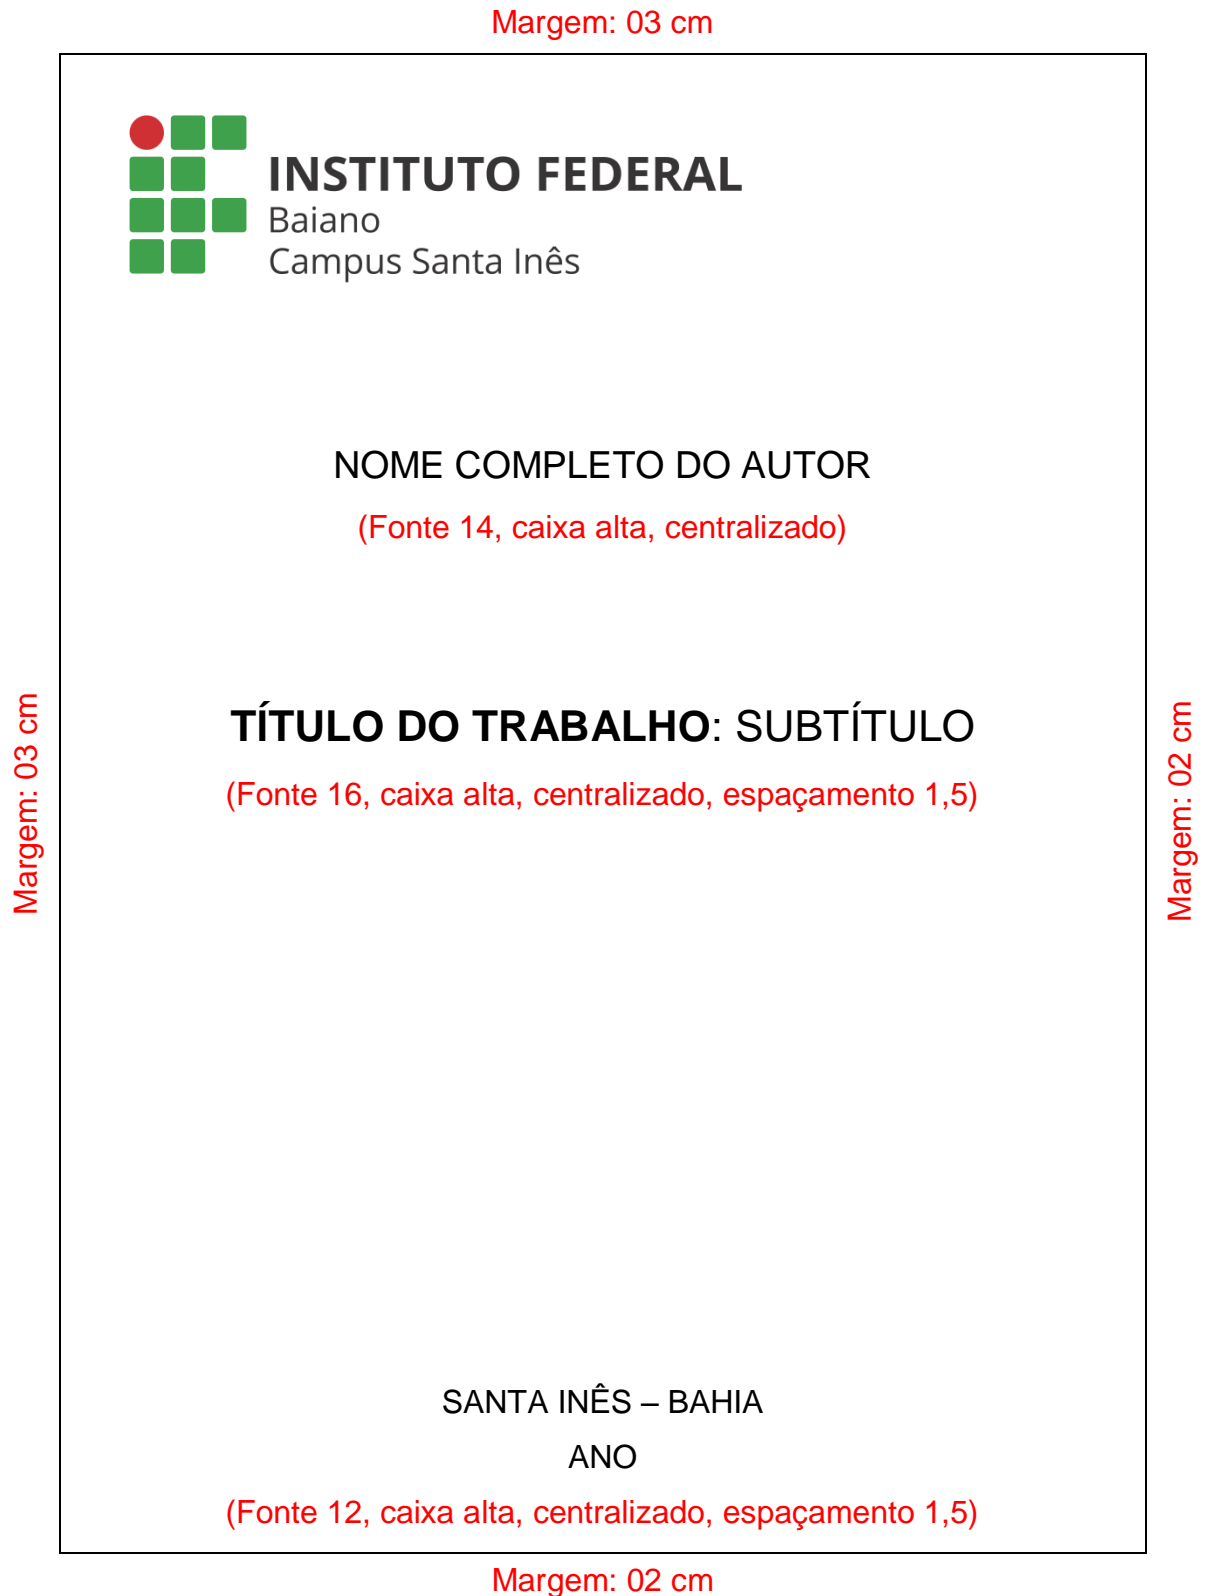 Margem: 03 cm
INSTITUTO FEDERAL
Baiano
Campus Santa Inês
NOME COMPLETO DO AUTOR
(Fonte 14, caixa alta, centralizado)
Margem: 03 cm
Margem: 02 cm
TÍTULO DO TRABALHO: SUBTÍTULO
(Fonte 16, caixa alta, centralizado, espaçamento 1,5)
SANTA INÊS – BAHIA
ANO
(Fonte 12, caixa alta, centralizado, espaçamento 1,5)
Margem: 02 cm